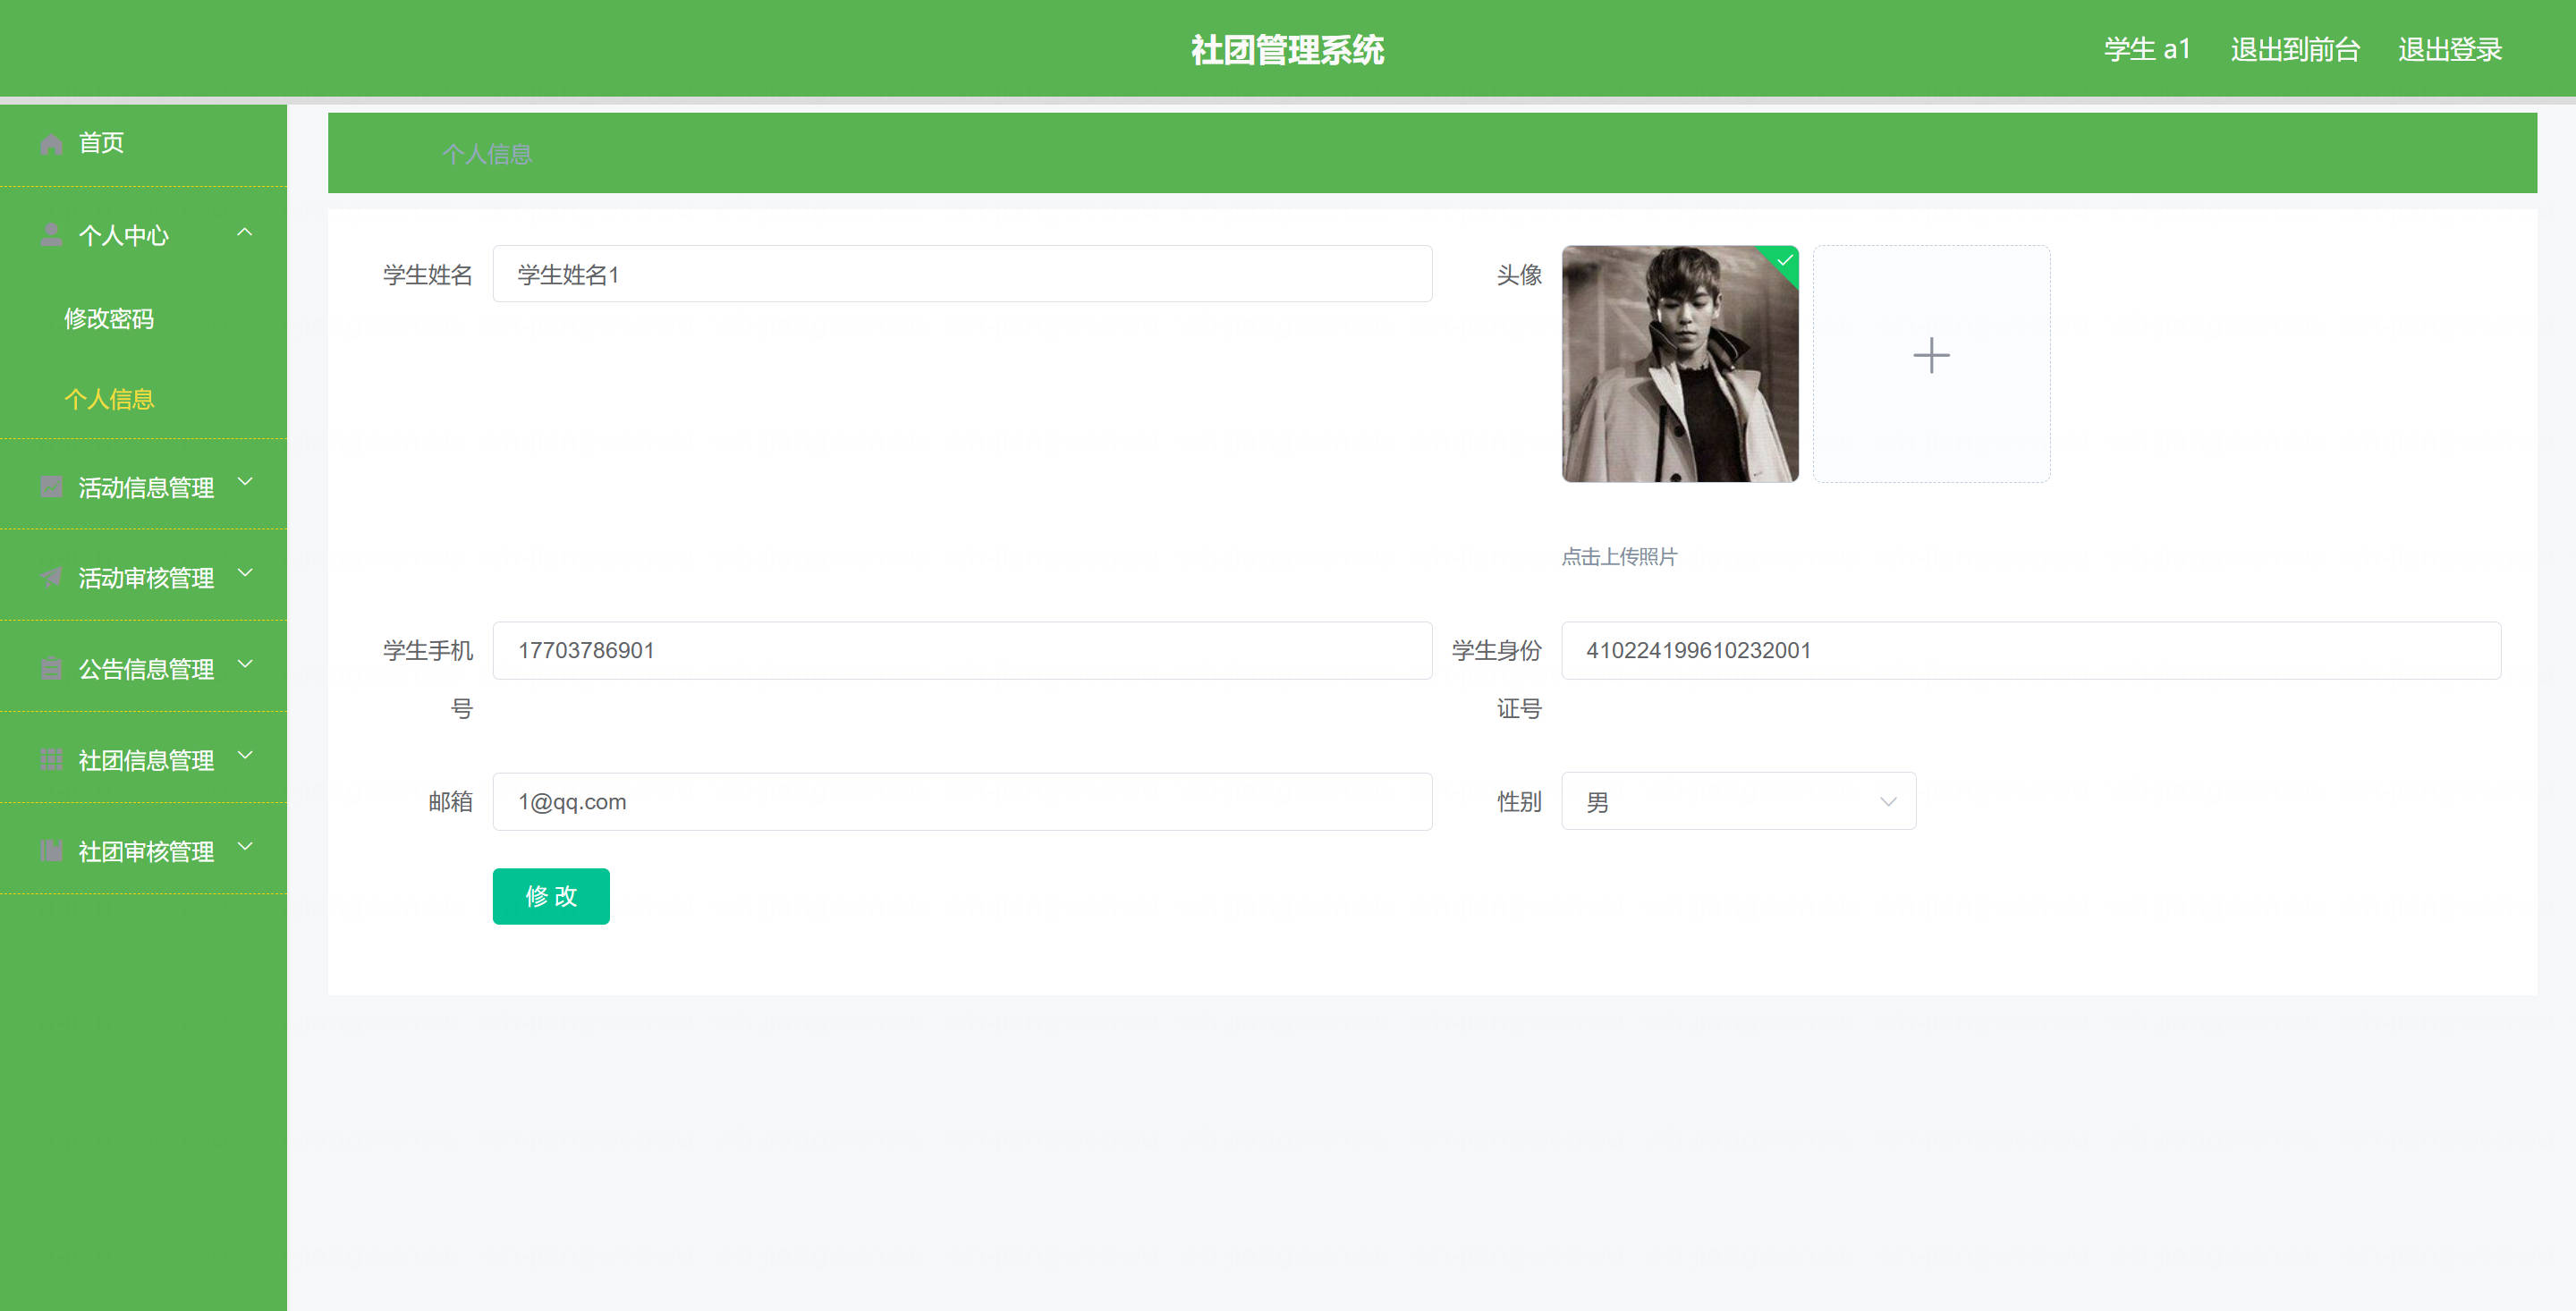 社团管理系统
学生 a1 退出到前台 退出登录
首页
个人中心
修改密码
个人信息
活动信息管理
活动审核管理
公告信息管理
社团信息管理
社团审核管理
个人信息
学生姓名 学生姓名1
头像
点击上传照片
学生手机号 17703786901
学生身份证号 410224199610232001
邮箱 1@qq.com
性别 男
修 改